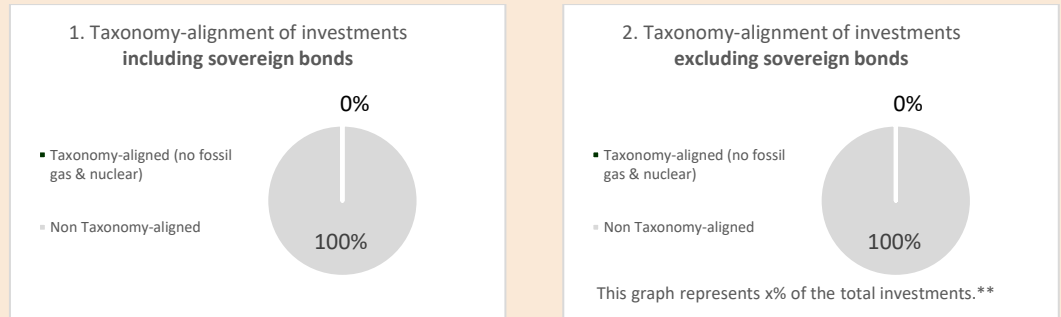 1. Taxonomy-alignment of investments
including sovereign bonds
0%
Taxonomy-aligned (no fossil
gas & nuclear)
Non Taxonomy-aligned
100%
2. Taxonomy-alignment of investments
excluding sovereign bonds
0%
Taxonomy-aligned (no fossil
gas & nuclear)
Non Taxonomy-aligned
100%
This graph represents x% of the total investments.**